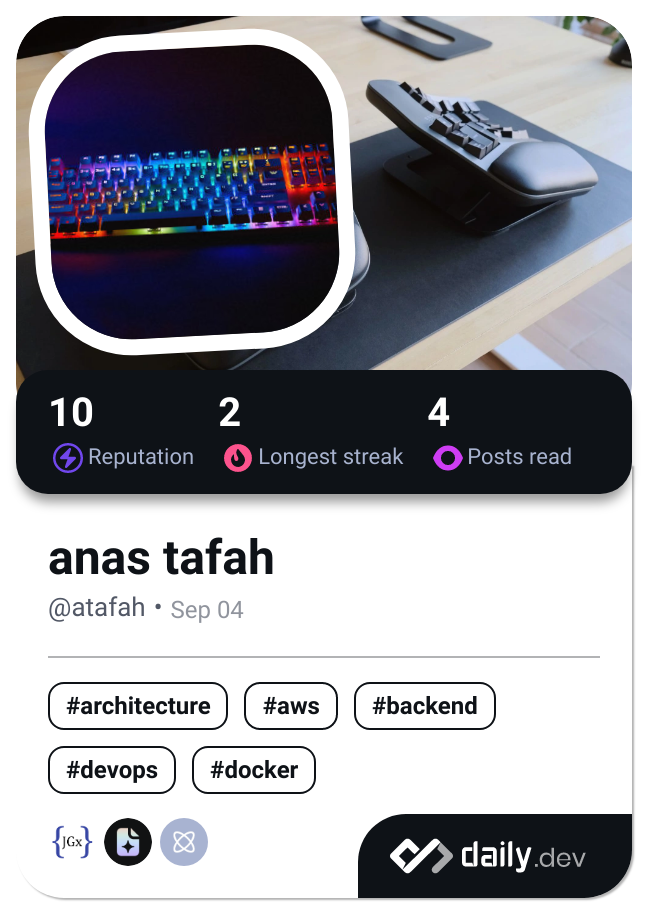 10 2 4
Reputation Longest streak Posts read
anas tafah
@atafah • Sep 04
#architecture #aws #backend
#devops #docker
{JGx}
daily.dev